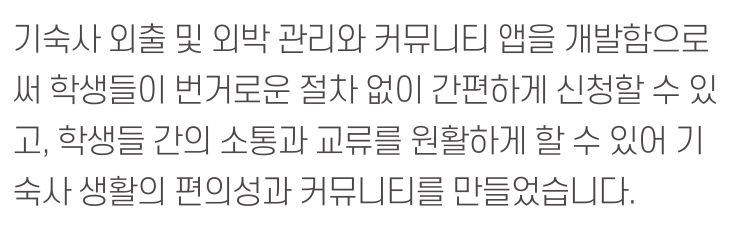 기숙사 외출 및 외박 관리와 커뮤니티 앱을 개발함으로
써 학생들이 번거로운 절차 없이 간편하게 신청할 수 있
고, 학생들 간의 소통과 교류를 원활하게 할 수 있어 기
숙사 생활의 편의성과 커뮤니티를 만들었습니다.